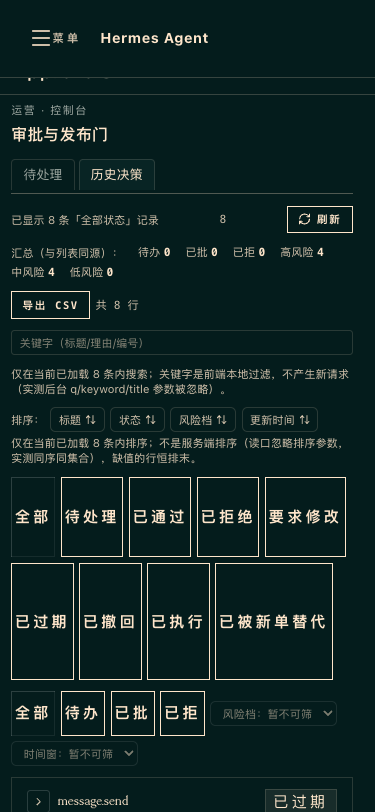 菜单 Hermes Agent
运营 · 控制台
审批与发布门
待处理 历史决策
已显示 8 条「全部状态」记录 8 刷新
汇总（与列表同源）： 待办 0 已批 0 已拒 0 高风险 4
中风险 4 低风险 0
导出 CSV 共 8 行
关键字（标题/理由/编号）
仅在当前已加载 8 条内搜索；关键字是前端本地过滤，不产生新请求
（实测后台 q/keyword/title 参数被忽略）。
排序： 标题 ⇅ 状态 ⇅ 风险档 ⇅ 更新时间 ⇅
仅在当前已加载 8 条内排序；不是服务端排序（读口忽略排序参数，
实测同序同集合），缺值的行恒排末。
全部 待处理 已通过 已拒绝 要求修改
已过期 已撤回 已执行 已被新单替代
全部 待办 已批 已拒 风险档：暂不可筛
时间窗：暂不可筛
message.send 已过期